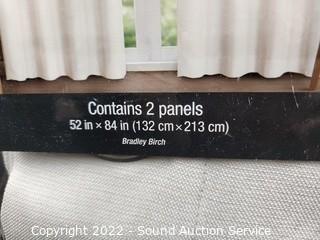 Contains 2 panels
52 in × 84 in (132 cm × 213 cm)
Bradley Birch
Copyright 2022 - Sound Auction Service